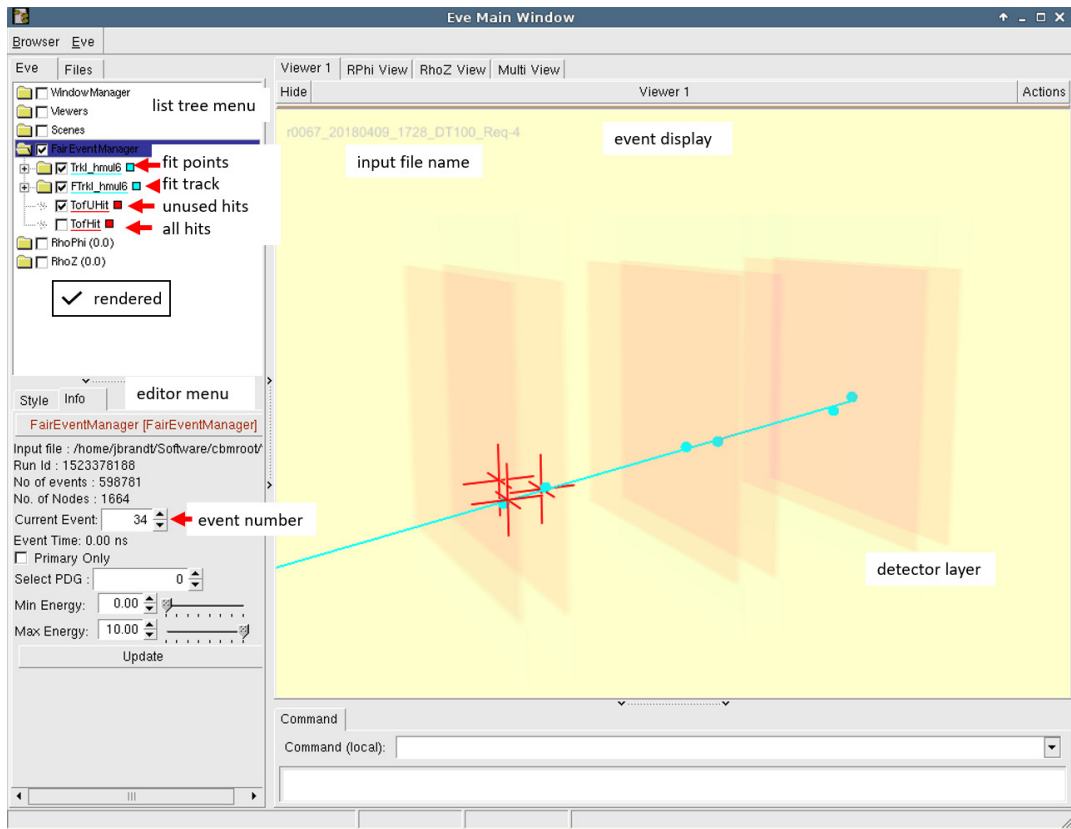 Eve Main Window
Browser Eve
Eve Files
Viewer 1 RPhi View RhoZ View Multi View
Hide Viewer 1 Actions
WindowManager
list tree menu
Viewers
Scenes
FairEventManager
Trkl_hmul6 fit points
FTrkl_hmul6 fit track
TofUHit unused hits
TofHit all hits
RhoPhi (0.0)
RhoZ (0.0)
rendered
r0067_20180409_1728_DT100_Req-4
event display
input file name
detector layer
editor menu
Style Info
FairEventManager [FairEventManager]
Input file : /home/jbrandt/Software/cbmroot/
Run Id : 1523378188
No of events : 598781
No. of Nodes : 1664
Current Event: 34 event number
Event Time: 0.00 ns
Primary Only
Select PDG : 0
Min Energy: 0.00
Max Energy: 10.00
Update
Command
Command (local):